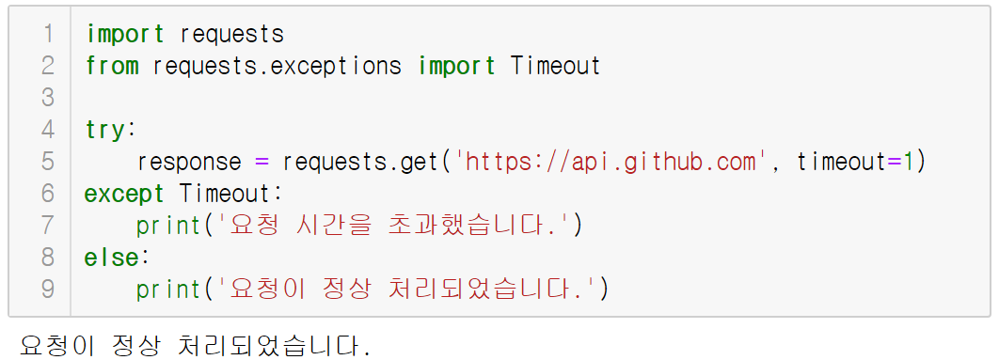 1 import requests
2 from requests.exceptions import Timeout
3
4 try:
5     response = requests.get('https://api.github.com', timeout=1)
6 except Timeout:
7     print('요청 시간을 초과했습니다.')
8 else:
9     print('요청이 정상 처리되었습니다.')
요청이 정상 처리되었습니다.